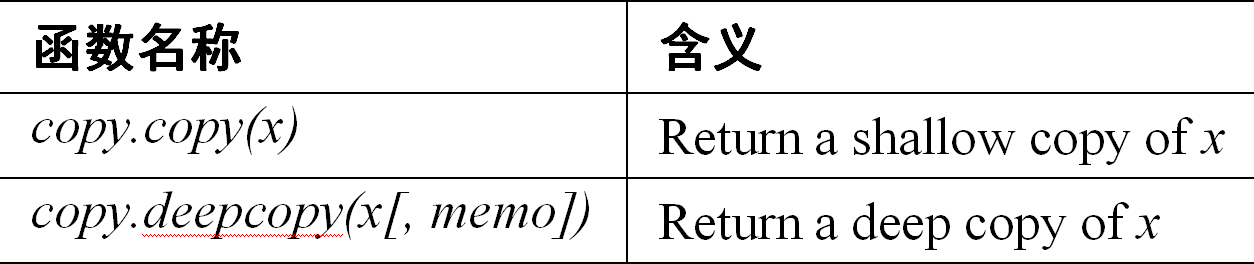 函数名称 含义
copy.copy(x) Return a shallow copy of x
copy.deepcopy(x[, memo]) Return a deep copy of x